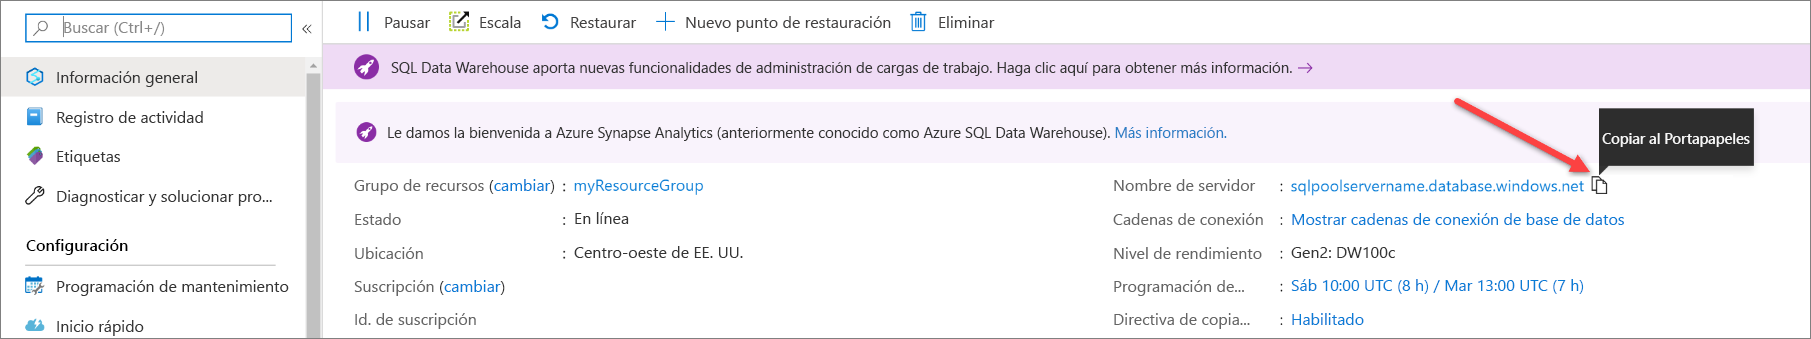 Buscar (Ctrl+/)
«
Información general
Registro de actividad
Etiquetas
Diagnosticar y solucionar pro...
Configuración
Programación de mantenimiento
Inicio rápido
Pausar
Escala
Restaurar
Nuevo punto de restauración
Eliminar
SQL Data Warehouse aporta nuevas funcionalidades de administración de cargas de trabajo. Haga clic aquí para obtener más información. →
Le damos la bienvenida a Azure Synapse Analytics (anteriormente conocido como Azure SQL Data Warehouse). Más información.
Copiar al Portapapeles
Grupo de recursos (cambiar) : myResourceGroup
Estado : En línea
Ubicación : Centro-oeste de EE. UU.
Suscripción (cambiar)
Id. de suscripción
Nombre de servidor : sqlpoolservername.database.windows.net
Cadenas de conexión : Mostrar cadenas de conexión de base de datos
Nivel de rendimiento : Gen2: DW100c
Programación de... : Sáb 10:00 UTC (8 h) / Mar 13:00 UTC (7 h)
Directiva de copia... : Habilitado